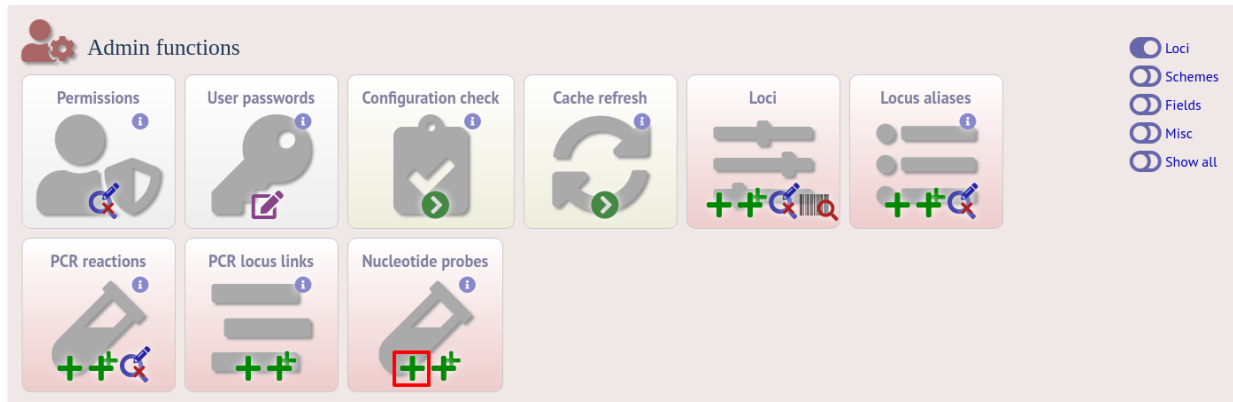 Admin functions
Loci
Schemes
Fields
Misc
Show all
Permissions
User passwords
Configuration check
Cache refresh
Loci
Locus aliases
PCR reactions
PCR locus links
Nucleotide probes